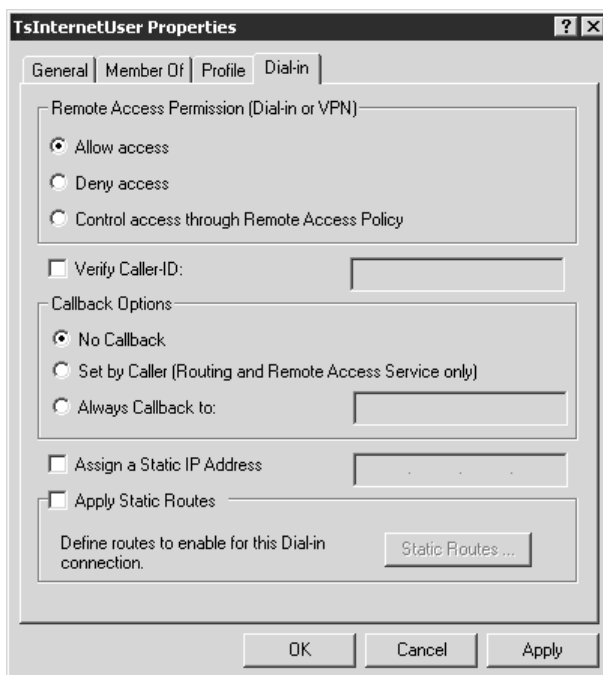 TsInternetUser Properties
General Member Of Profile Dial-in
Remote Access Permission (Dial-in or VPN)
Allow access
Deny access
Control access through Remote Access Policy
Verify Caller-ID:
Callback Options
No Callback
Set by Caller (Routing and Remote Access Service only)
Always Callback to:
Assign a Static IP Address
Apply Static Routes
Define routes to enable for this Dial-in
connection.
Static Routes ...
OK Cancel Apply